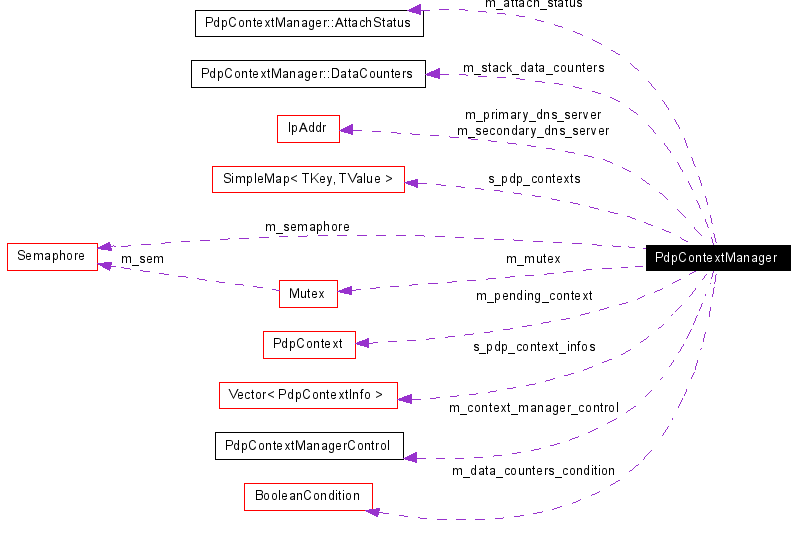 m_attach_status
PdpContextManager::AttachStatus
m_stack_data_counters
PdpContextManager::DataCounters
m_primary_dns_server
m_secondary_dns_server
IpAddr
s_pdp_contexts
SimpleMap< TKey, TValue >
m_semaphore
Semaphore
m_sem
m_mutex
PdpContextManager
Mutex
m_pending_context
PdpContext
s_pdp_context_infos
Vector< PdpContextInfo >
m_context_manager_control
PdpContextManagerControl
m_data_counters_condition
BooleanCondition